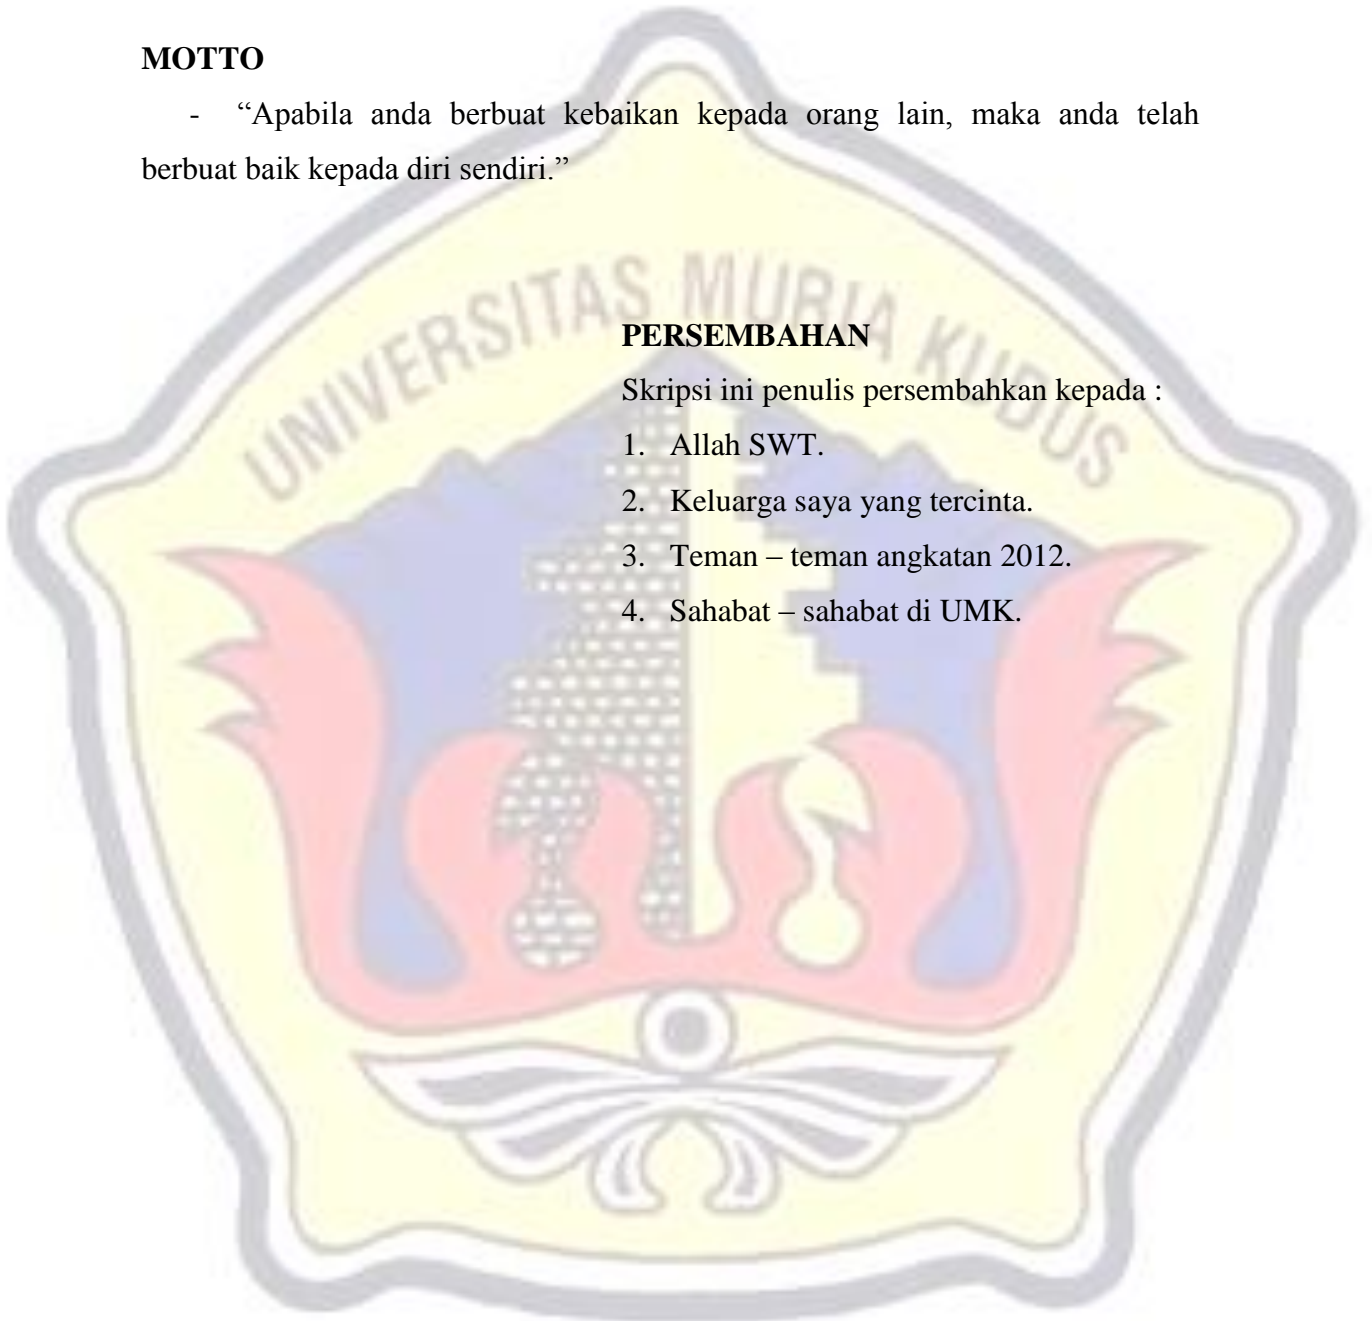 MOTTO
- “Apabila anda berbuat kebaikan kepada orang lain, maka anda telah
berbuat baik kepada diri sendiri.”
UNIVERSITAS MURIA KUDUS
PERSEMBAHAN
Skripsi ini penulis persembahkan kepada :
1. Allah SWT.
2. Keluarga saya yang tercinta.
3. Teman – teman angkatan 2012.
4. Sahabat – sahabat di UMK.